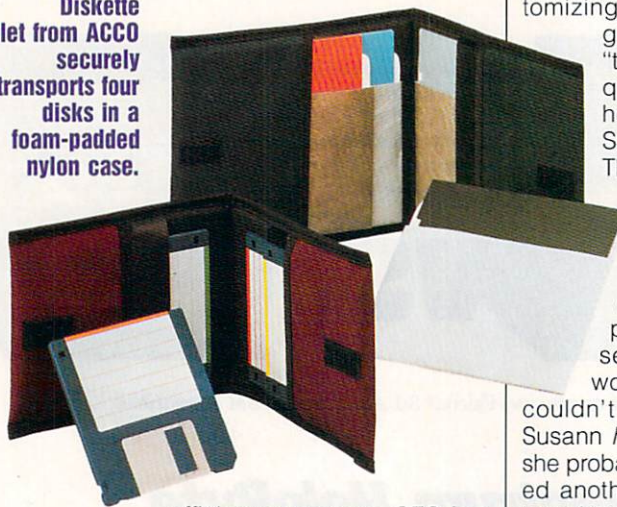 Diskette
let from ACCO
securely
transports four
disks in a
foam-padded
nylon case.
tomizing
g
"t
q
h
S
Th
p
se
wo
couldn't
Susann
she proba
ed anoth